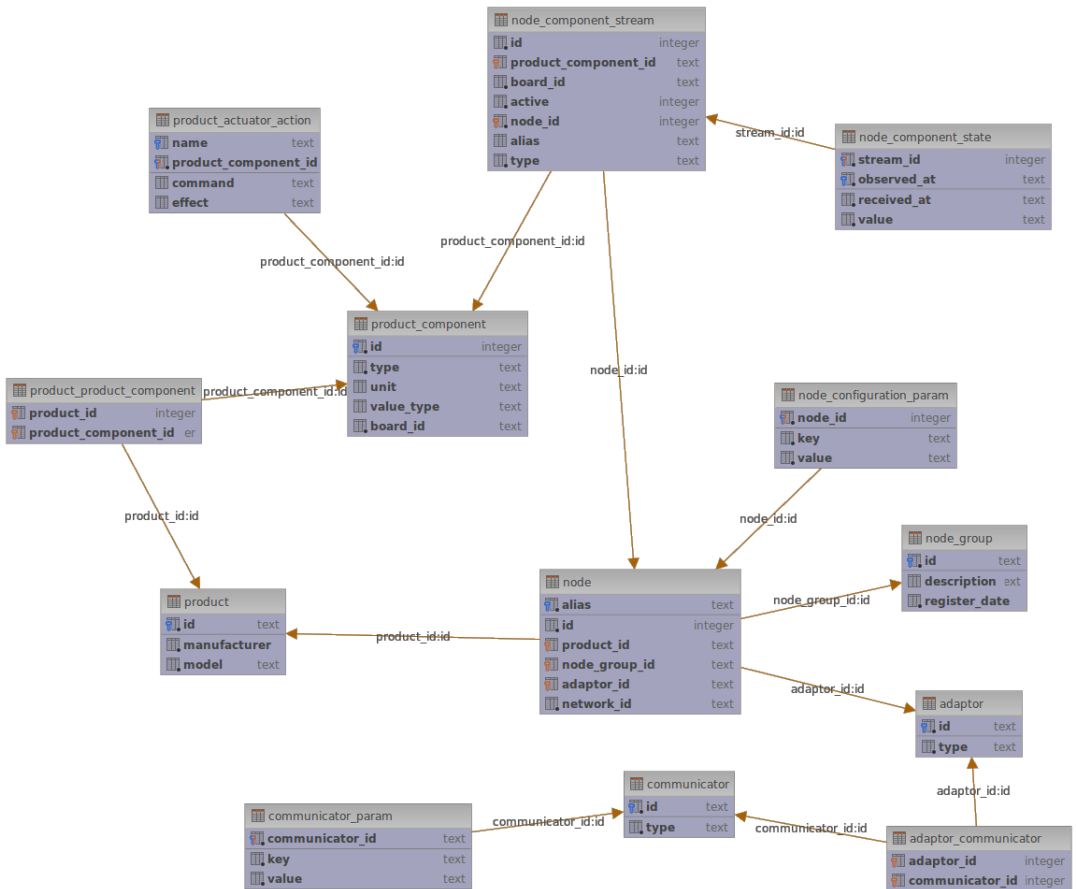 node_component_stream
id integer
product_component_id text
board_id text
active integer
node_id integer
alias text
type text
product_actuator_action
name text
product_component_id text
command text
effect text
stream_id:id
node_component_state
stream_id integer
observed_at text
received_at text
value text
product_component_id:id
product_component_id:id
product_component
id integer
type text
unit text
value_type text
board_id text
product_product_component
product_id integer
product_component_id er
product_component_id:id
node_id:id
node_configuration_param
node_id integer
key text
value text
product_id:id
node_id:id
node_group
id text
description ext
register_date
node
alias text
id integer
product_id text
node_group_id text
adaptor_id text
network_id text
node_group_id:id
product
id text
manufacturer
model text
product_id:id
adaptor_id:id
adaptor
id text
type text
communicator
id text
type text
adaptor_id:id
communicator_param
communicator_id text
key text
value text
communicator_id:id
communicator_id:id
adaptor_communicator
adaptor_id integer
communicator_id integer